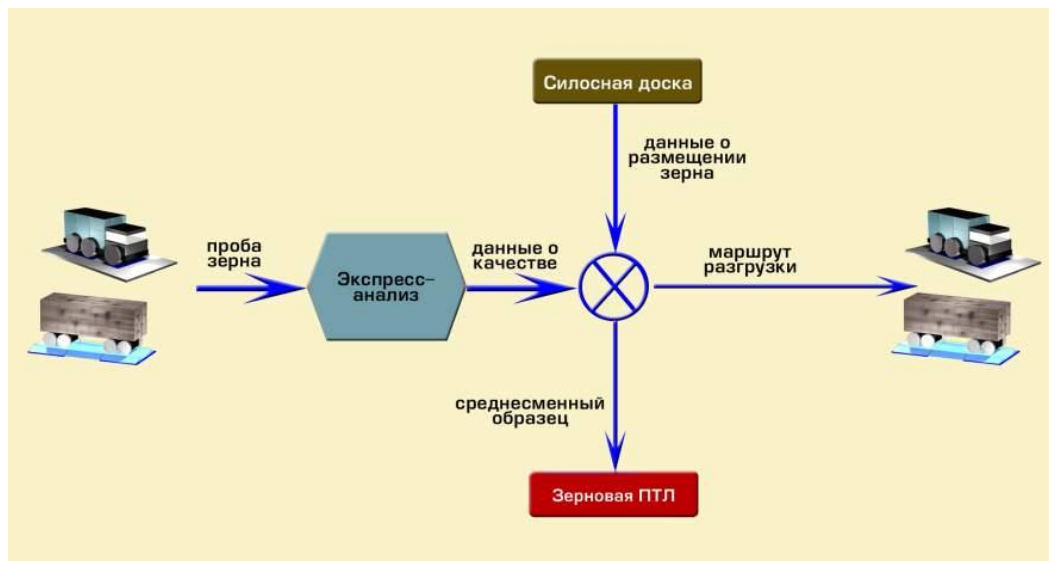 Силосная доска
данные о
размещении
зерна
проба
зерна
Экспресс–
анализ
данные о
качестве
маршрут
разгрузки
среднесменный
образец
Зерновая ПТЛ